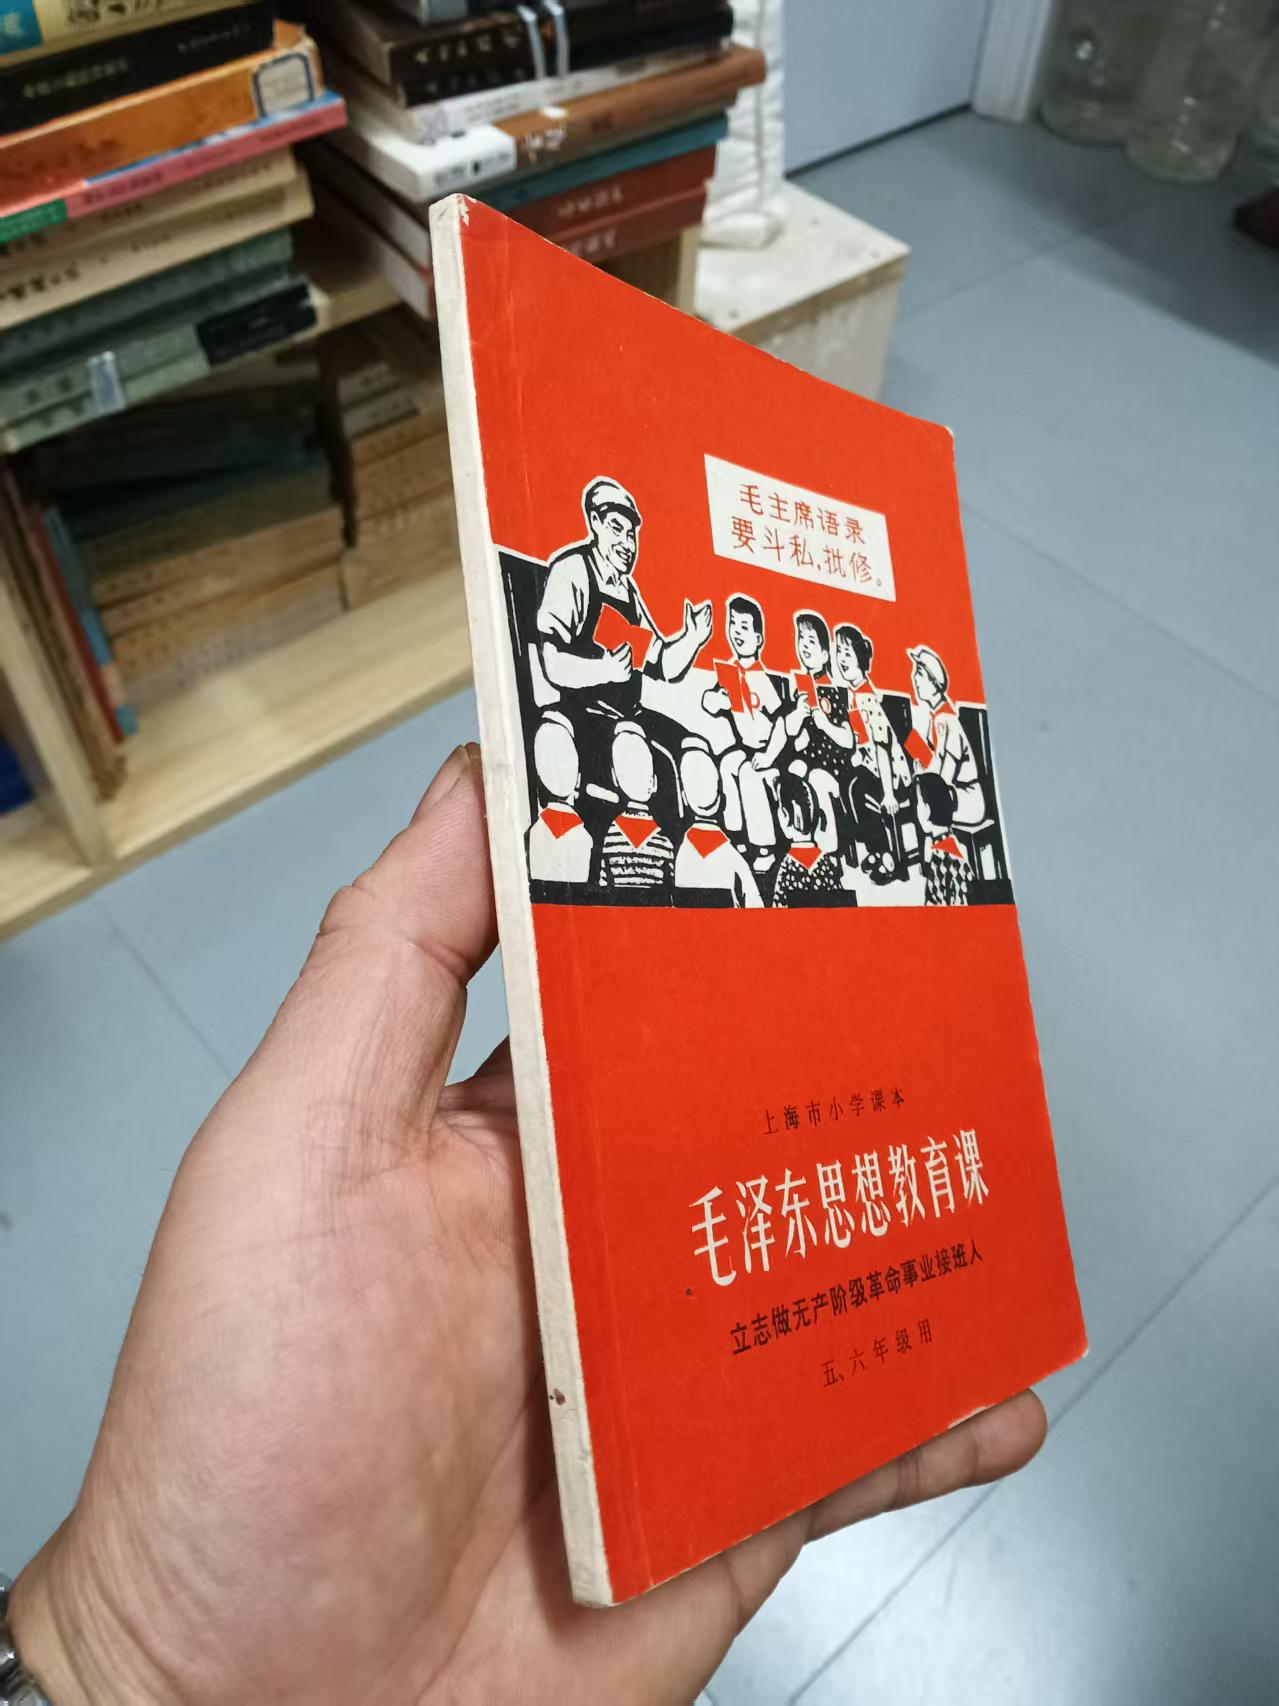 毛主席语录
要斗私，批修。
上海市小学课本
毛泽东思想教育课
立志做无产阶级革命事业接班人
五、六年级用